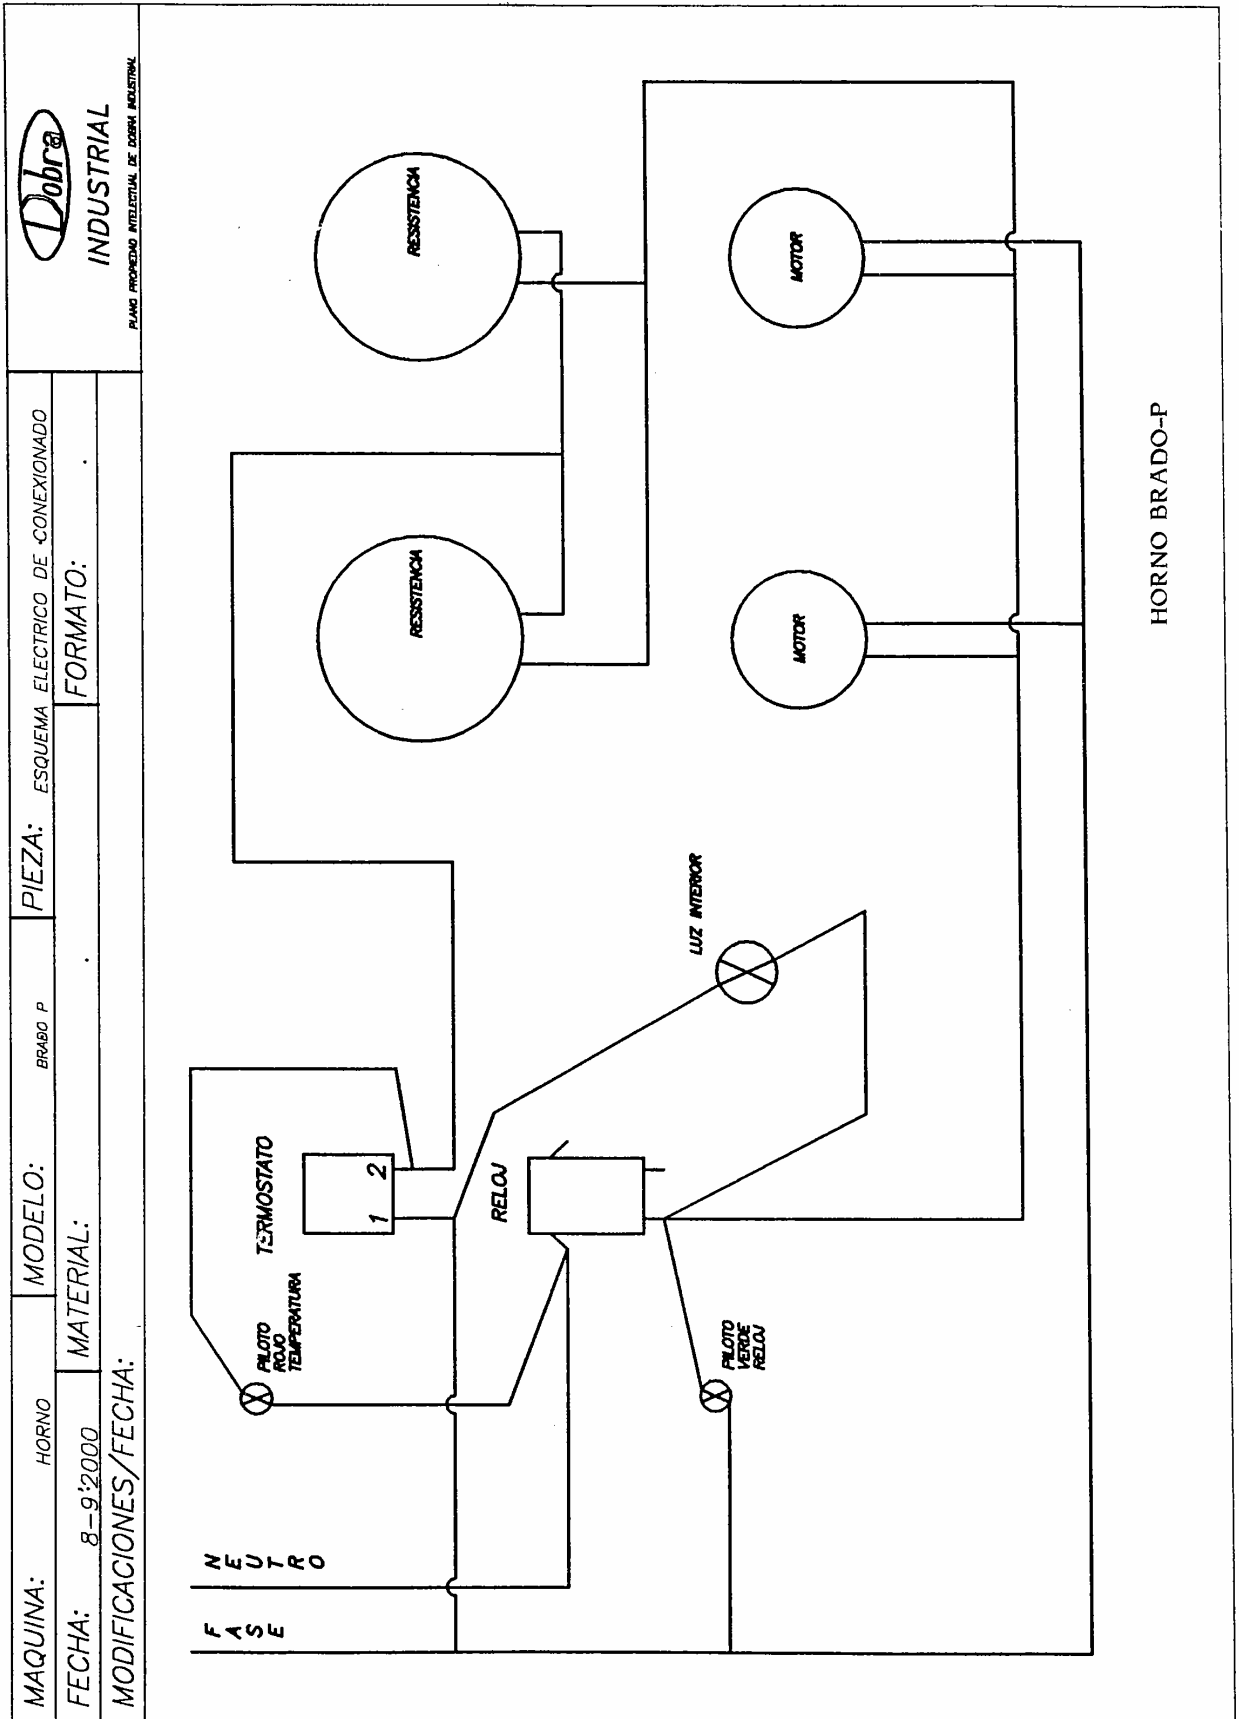 MAQUINA: HORNO
MODELO: BRADO P
PIEZA: ESQUEMA ELECTRICO DE CONEXIONADO
FECHA: 8-9-2000
MATERIAL: .
FORMATO: .
MODIFICACIONES/FECHA:
Dobra
INDUSTRIAL
PLANO PROPIEDAD INTELECTUAL DE DOBRA INDUSTRIAL
FASE
NEUTRO
PILOTO
ROJO
TEMPERATURA
TERMOSTATO
1 2
RELOJ
PILOTO
VERDE
RELOJ
LUZ INTERIOR
RESISTENCIA
RESISTENCIA
MOTOR
MOTOR
HORNO BRADO-P